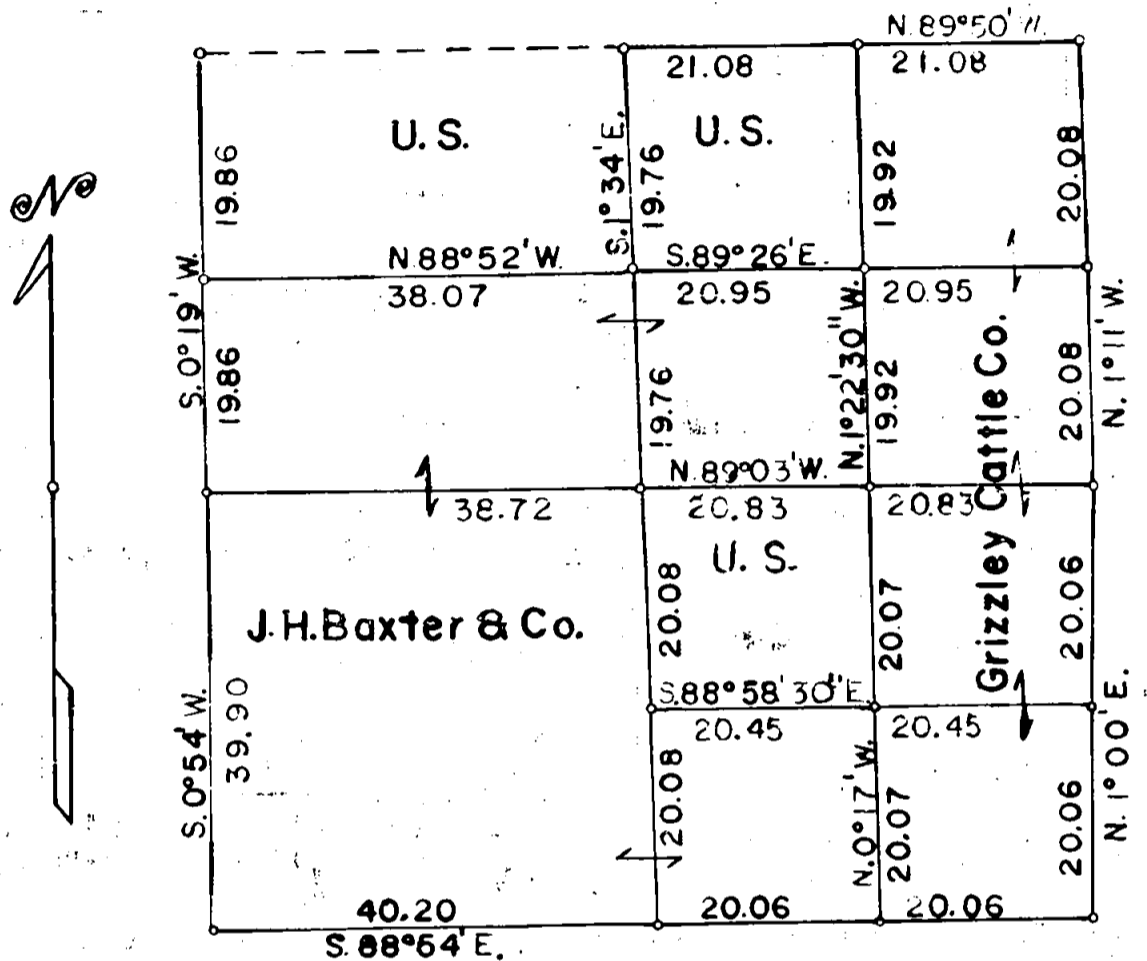 N. 89°50' W.
21.08
21.08
U. S.
U. S.
19.86
S. 1° 34' E.
19.76
19.92
20.08
N
N. 88°52' W.
S. 89°26' E.
38.07
20.95
20.95
S. 0°19' W.
19.86
19.76
N. 1°22'30" W.
19.92
Grizzley Cattle Co.
20.08
N. 1°11' W.
N. 89°03' W.
38.72
20.83
20.83
U. S.
J. H. Baxter & Co.
20.08
20.07
20.06
S. 88° 58' 30" E.
20.45
20.45
S. 0°54' W.
39.90
20.08
N. 0°17' W.
20.07
20.06
N. 1°00' E.
40.20
20.06
20.06
S. 88°54' E.